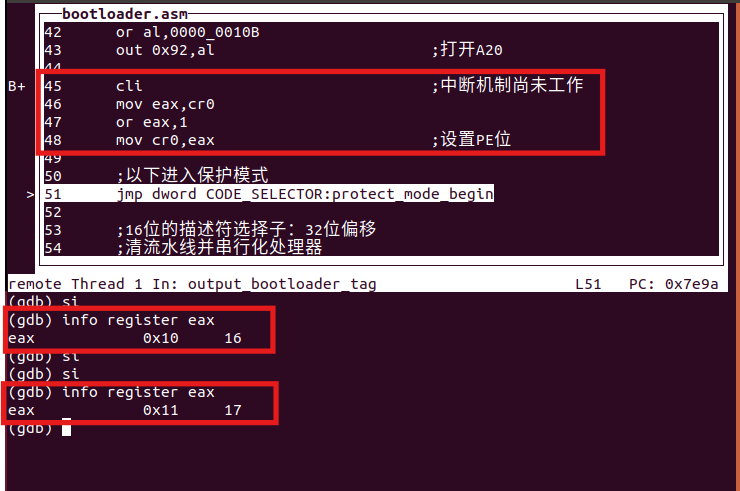 bootloader.asm
42 or al,0000_0010B
43 out 0x92,al ;打开A20
44
B+ 45 cli ;中断机制尚未工作
46 mov eax,cr0
47 or eax,1
48 mov cr0,eax ;设置PE位
49
50 ;以下进入保护模式
> 51 jmp dword CODE_SELECTOR:protect_mode_begin
52
53 ;16位的描述符选择子：32位偏移
54 ;清流水线并串行化处理器
remote Thread 1 In: output_bootloader_tag L51 PC: 0x7e9a
(gdb) si
(gdb) info register eax
eax 0x10 16
(gdb) si
(gdb) si
(gdb) info register eax
eax 0x11 17
(gdb)